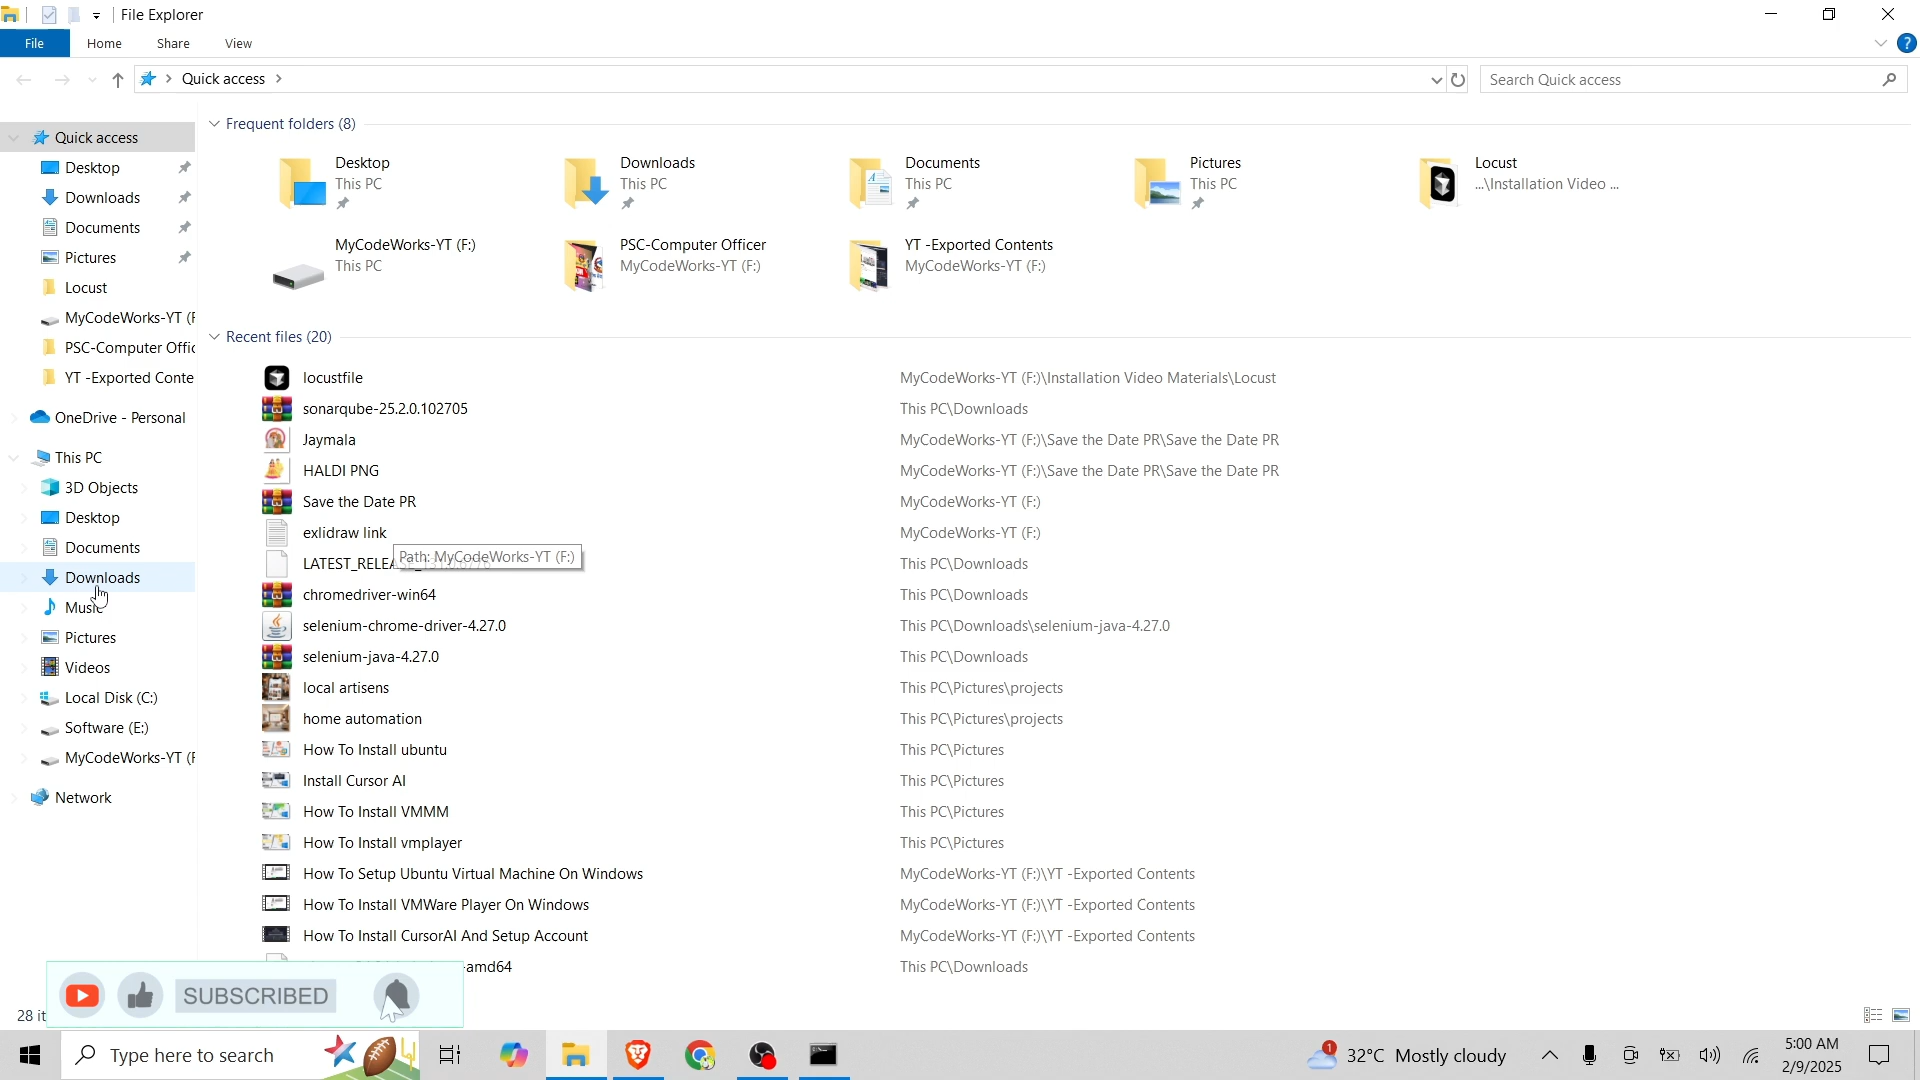 File Explorer
File Home Share View
Quick access
Search Quick access
Quick access
Desktop
Downloads
Documents
Pictures
Locust
MyCodeWorks-YT (F
PSC-Computer Offic
YT -Exported Conte
OneDrive - Personal
This PC
3D Objects
Desktop
Documents
Downloads
Music
Pictures
Videos
Local Disk (C:)
Software (E:)
MyCodeWorks-YT (F
Network
Frequent folders (8)
Desktop
This PC
Downloads
This PC
Documents
This PC
Pictures
This PC
Locust
...\Installation Video ...
MyCodeWorks-YT (F:)
This PC
PSC-Computer Officer
MyCodeWorks-YT (F:)
YT -Exported Contents
MyCodeWorks-YT (F:)
Recent files (20)
locustfile MyCodeWorks-YT (F:)\Installation Video Materials\Locust
sonarqube-25.2.0.102705 This PC\Downloads
Jaymala MyCodeWorks-YT (F:)\Save the Date PR\Save the Date PR
HALDI PNG MyCodeWorks-YT (F:)\Save the Date PR\Save the Date PR
Save the Date PR MyCodeWorks-YT (F:)
exlidraw link MyCodeWorks-YT (F:)
Path: MyCodeWorks-YT (F:)
This PC\Downloads
chromedriver-win64 This PC\Downloads
selenium-chrome-driver-4.27.0 This PC\Downloads\selenium-java-4.27.0
selenium-java-4.27.0 This PC\Downloads
local artisens This PC\Pictures\projects
home automation This PC\Pictures\projects
How To Install ubuntu This PC\Pictures
Install Cursor AI This PC\Pictures
How To Install VMMM This PC\Pictures
How To Install vmplayer This PC\Pictures
How To Setup Ubuntu Virtual Machine On Windows MyCodeWorks-YT (F:)\YT -Exported Contents
How To Install VMWare Player On Windows MyCodeWorks-YT (F:)\YT -Exported Contents
How To Install CursorAI And Setup Account MyCodeWorks-YT (F:)\YT -Exported Contents
-amd64 This PC\Downloads
SUBSCRIBED
28 it
Type here to search
1
32°C Mostly cloudy
5:00 AM
2/9/2025